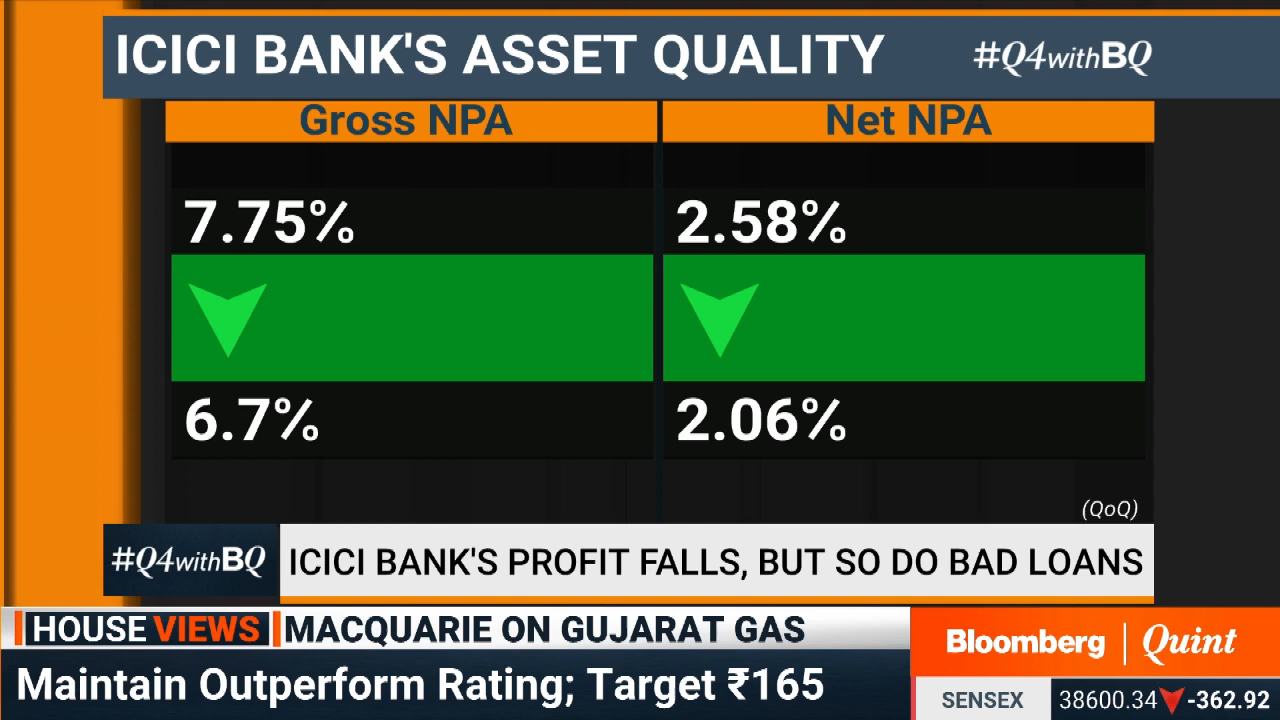 ICICI BANK'S ASSET QUALITY
#Q4withBQ
Gross NPA
Net NPA
7.75%
2.58%
6.7%
2.06%
(QoQ)
#Q4withBQ
ICICI BANK'S PROFIT FALLS, BUT SO DO BAD LOANS
HOUSE VIEWS
MACQUARIE ON GUJARAT GAS
Maintain Outperform Rating; Target ₹165
Bloomberg | Quint
SENSEX
38600.34 -362.92